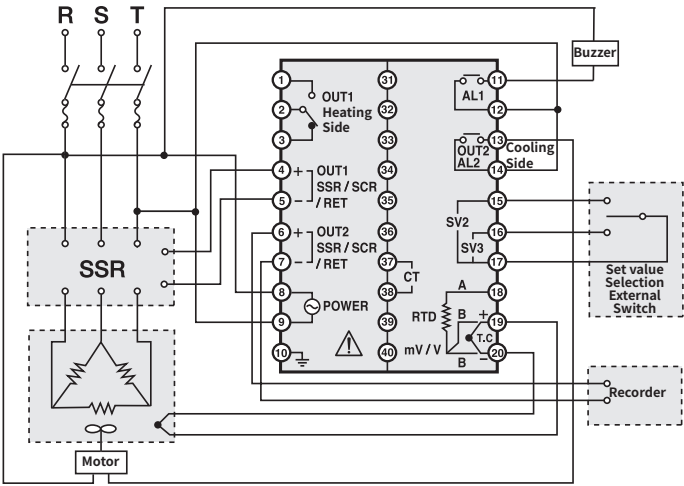 R S T
Buzzer
1 31 11
OUT1
Heating
Side
AL1
2 32 12
3 33 13
OUT2
AL2
Cooling
Side
4 + OUT1 34 14
SSR / SCR
/ RET
5 - 35 15
SV2
6 + OUT2 36 16
SSR / SCR
/ RET
SV3
7 - 37 17
CT
Set value
Selection
External
Switch
SSR
8 38 A 18
POWER
RTD
B +
9 39 19
T.C
10 40 mV / V B - 20
Recorder
Motor